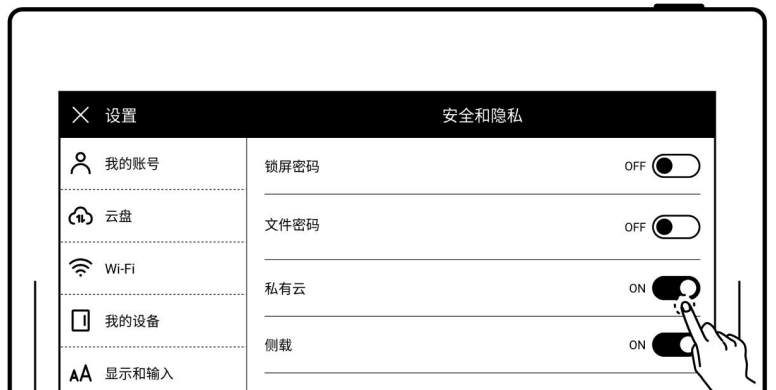 设置
安全和隐私
我的账号
锁屏密码
OFF
云盘
文件密码
OFF
Wi-Fi
私有云
ON
我的设备
侧载
ON
AA 显示和输入